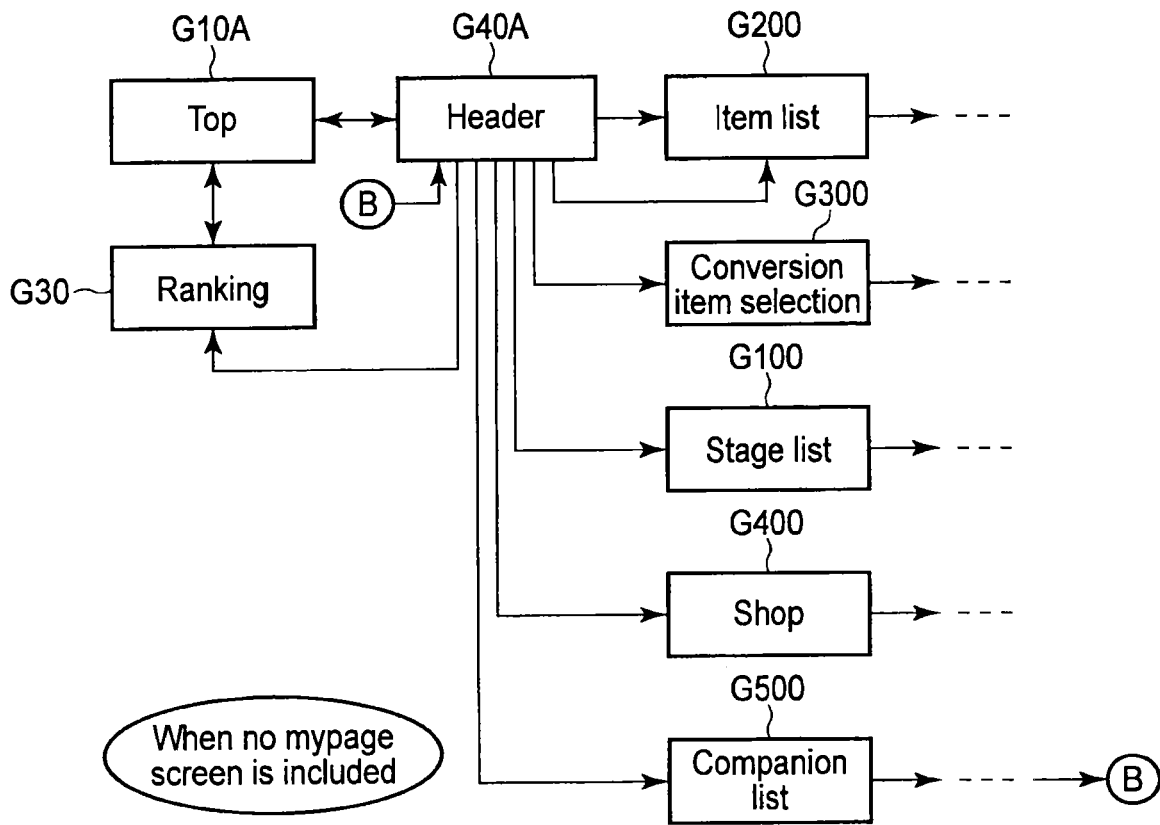 G10A
G40A
G200
Top
Header
Item list
B
G300
G30
Ranking
Conversion
item selection
G100
Stage list
G400
Shop
G500
When no mypage
screen is included
Companion
list
B